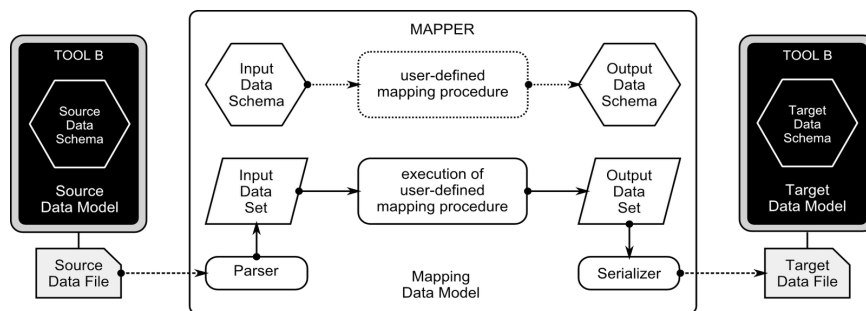 TOOL B
Source
Data
Schema
Source
Data Model
Source
Data File
MAPPER
Input
Data
Schema
user-defined
mapping procedure
Output
Data
Schema
Input
Data
Set
execution of
user-defined
mapping procedure
Output
Data
Set
Parser
Mapping
Data Model
Serializer
TOOL B
Target
Data
Schema
Target
Data Model
Target
Data File